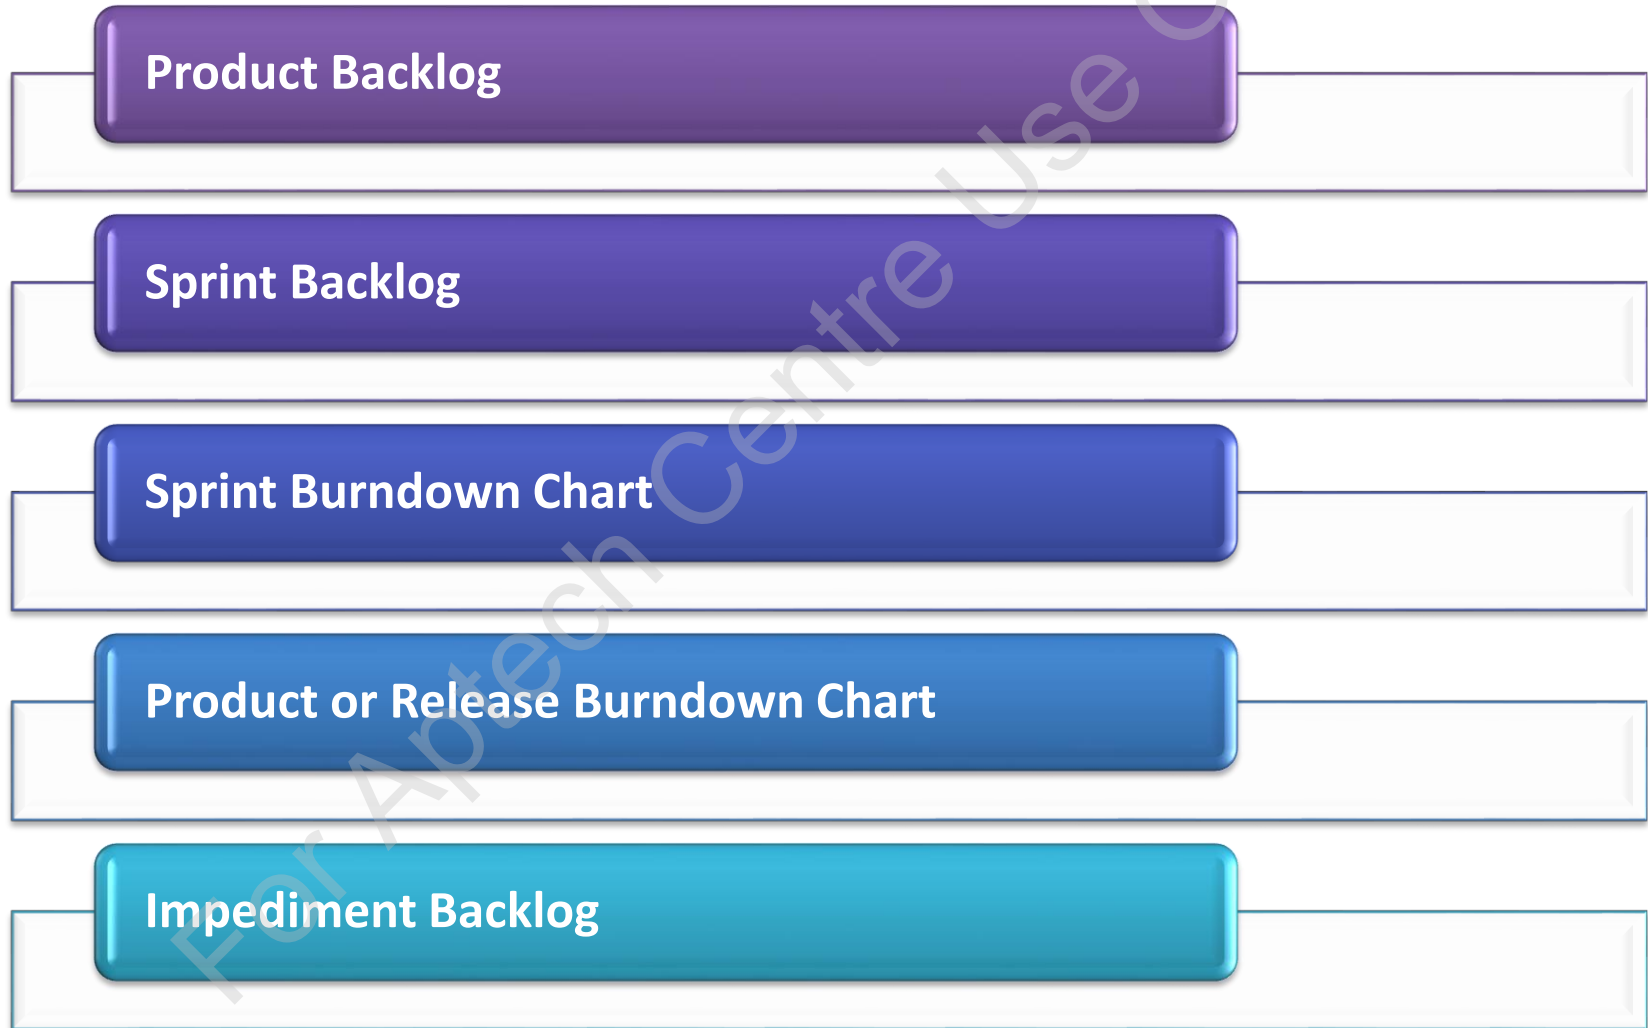 Product Backlog
Sprint Backlog
Sprint Burndown Chart
Product or Release Burndown Chart
Impediment Backlog
For Aptech Centre Use